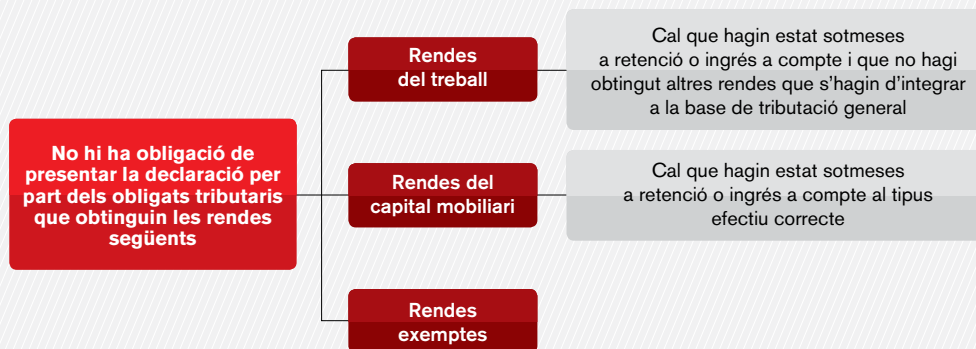 No hi ha obligació de
presentar la declaració per
part dels obligats tributaris
que obtinguin les rendes
següents
Rendes
del treball
Cal que hagin estat sotmeses
a retenció o ingrés a compte i que no hagi
obtingut altres rendes que s’hagin d’integrar
a la base de tributació general
Rendes del
capital mobiliari
Cal que hagin estat sotmeses
a retenció o ingrés a compte al tipus
efectiu correcte
Rendes
exemptes